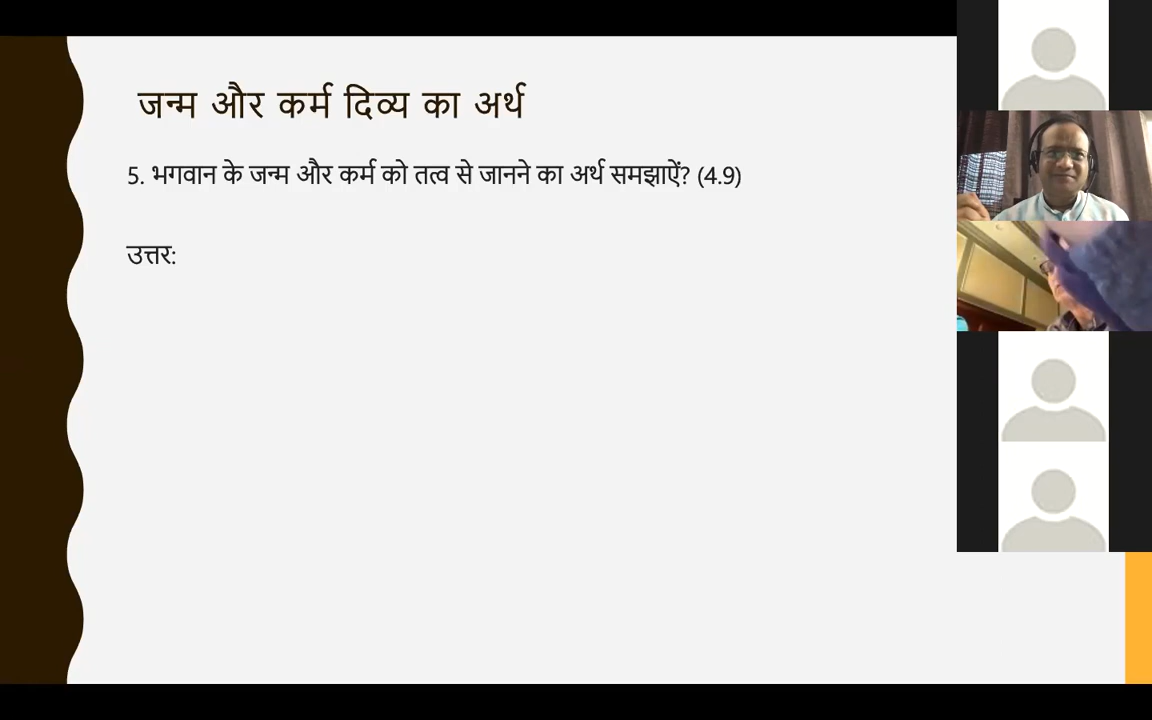 जन्म और कर्म दिव्य का अर्थ
5. भगवान के जन्म और कर्म को तत्व से जानने का अर्थ समझाऐं? (4.9)
उत्तर: